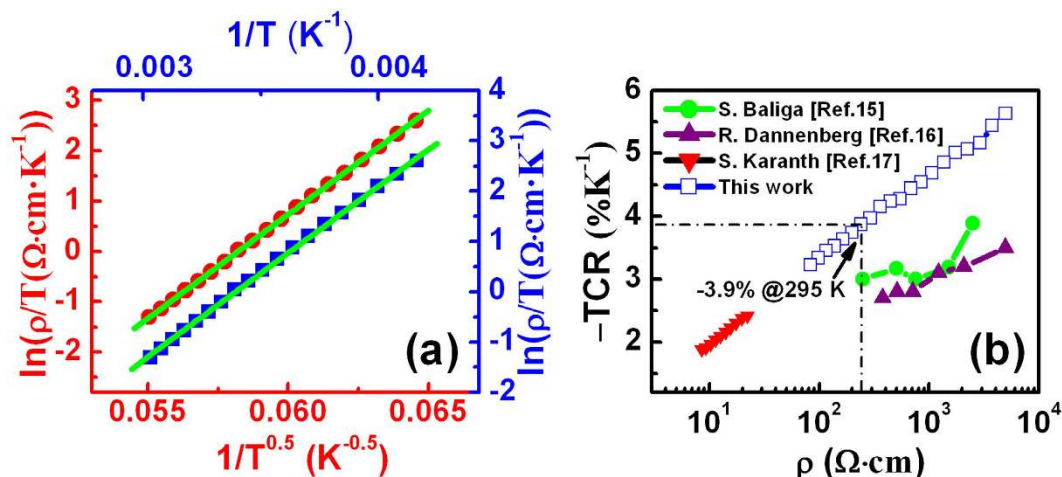 1/T (K⁻¹)
0.003 0.004
3
2
1
0
-1
-2
ln(ρ/T(Ω·cm·K⁻¹))
4
3
2
1
0
-1
-2
ln(ρ/T(Ω·cm·K⁻¹))
(a)
0.055 0.060 0.065
1/T⁰·⁵ (K⁻⁰·⁵)
6
5
4
3
2
−TCR (%K⁻¹)
S. Baliga [Ref.15]
R. Dannenberg [Ref.16]
S. Karanth [Ref.17]
This work
-3.9% @295 K
(b)
10¹ 10² 10³ 10⁴
ρ (Ω·cm)